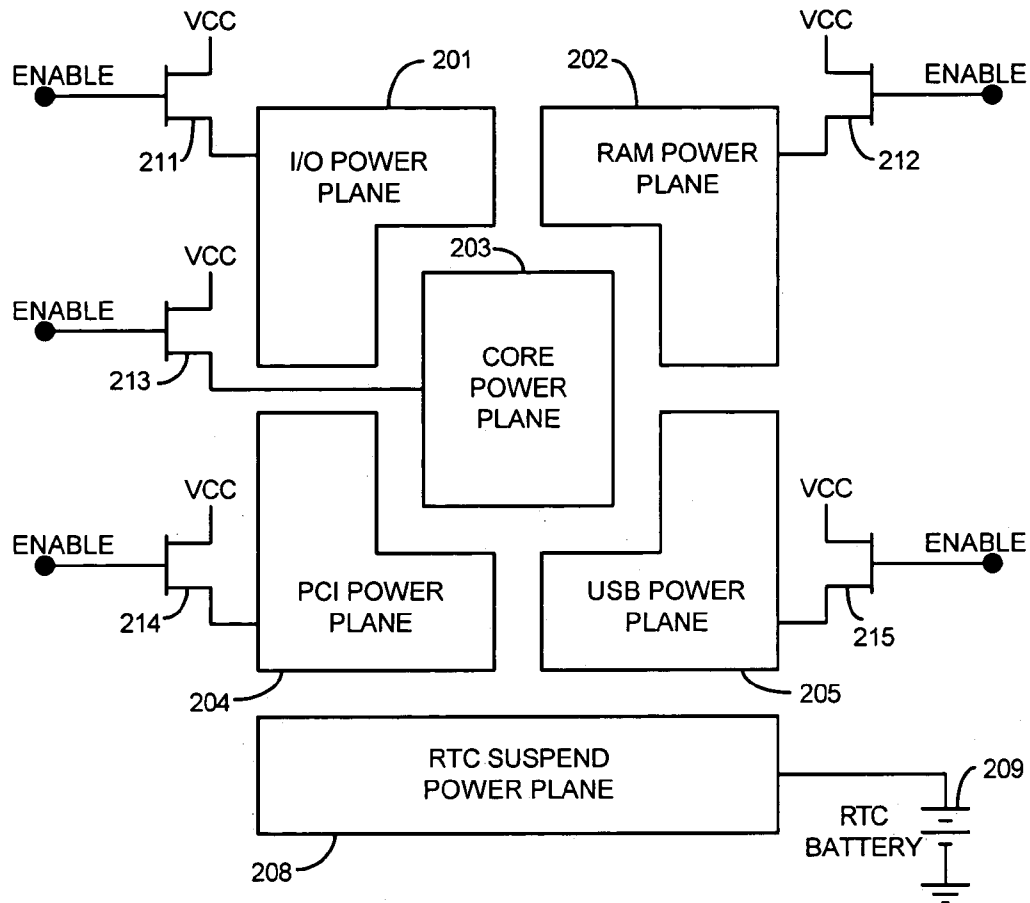 VCC
VCC
201
202
ENABLE
ENABLE
211
I/O POWER
PLANE
RAM POWER
PLANE
212
203
VCC
ENABLE
213
CORE
POWER
PLANE
VCC
VCC
ENABLE
ENABLE
214
PCI POWER
PLANE
USB POWER
PLANE
215
204
205
RTC SUSPEND
POWER PLANE
209
RTC
BATTERY
208